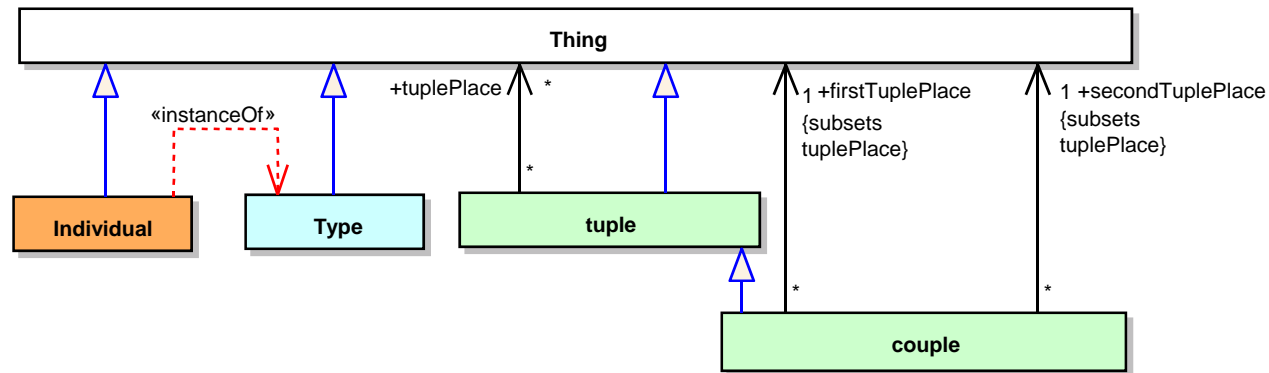 Thing
+tuplePlace
*
1 +firstTuplePlace
{subsets
tuplePlace}
1 +secondTuplePlace
{subsets
tuplePlace}
«instanceOf»
*
Individual
Type
tuple
*
*
couple